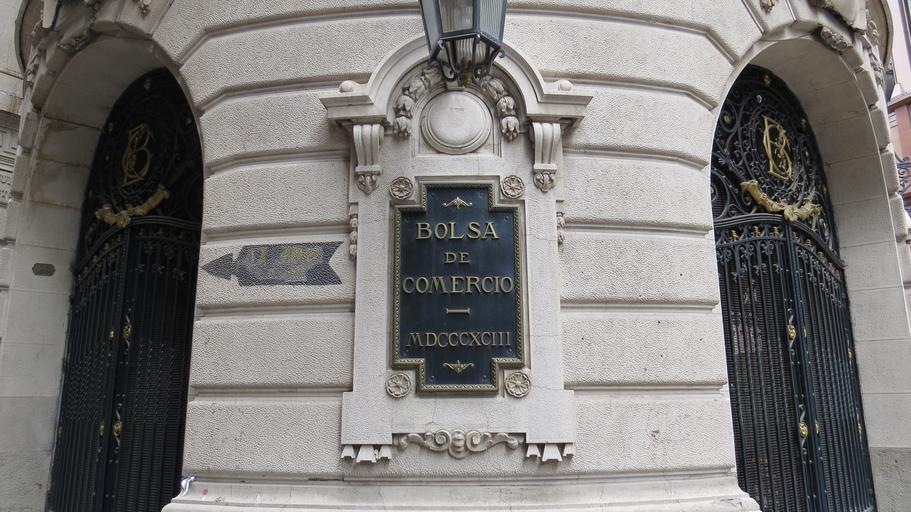 BOLSA
DE
COMERCIO
MDCCCXCIII